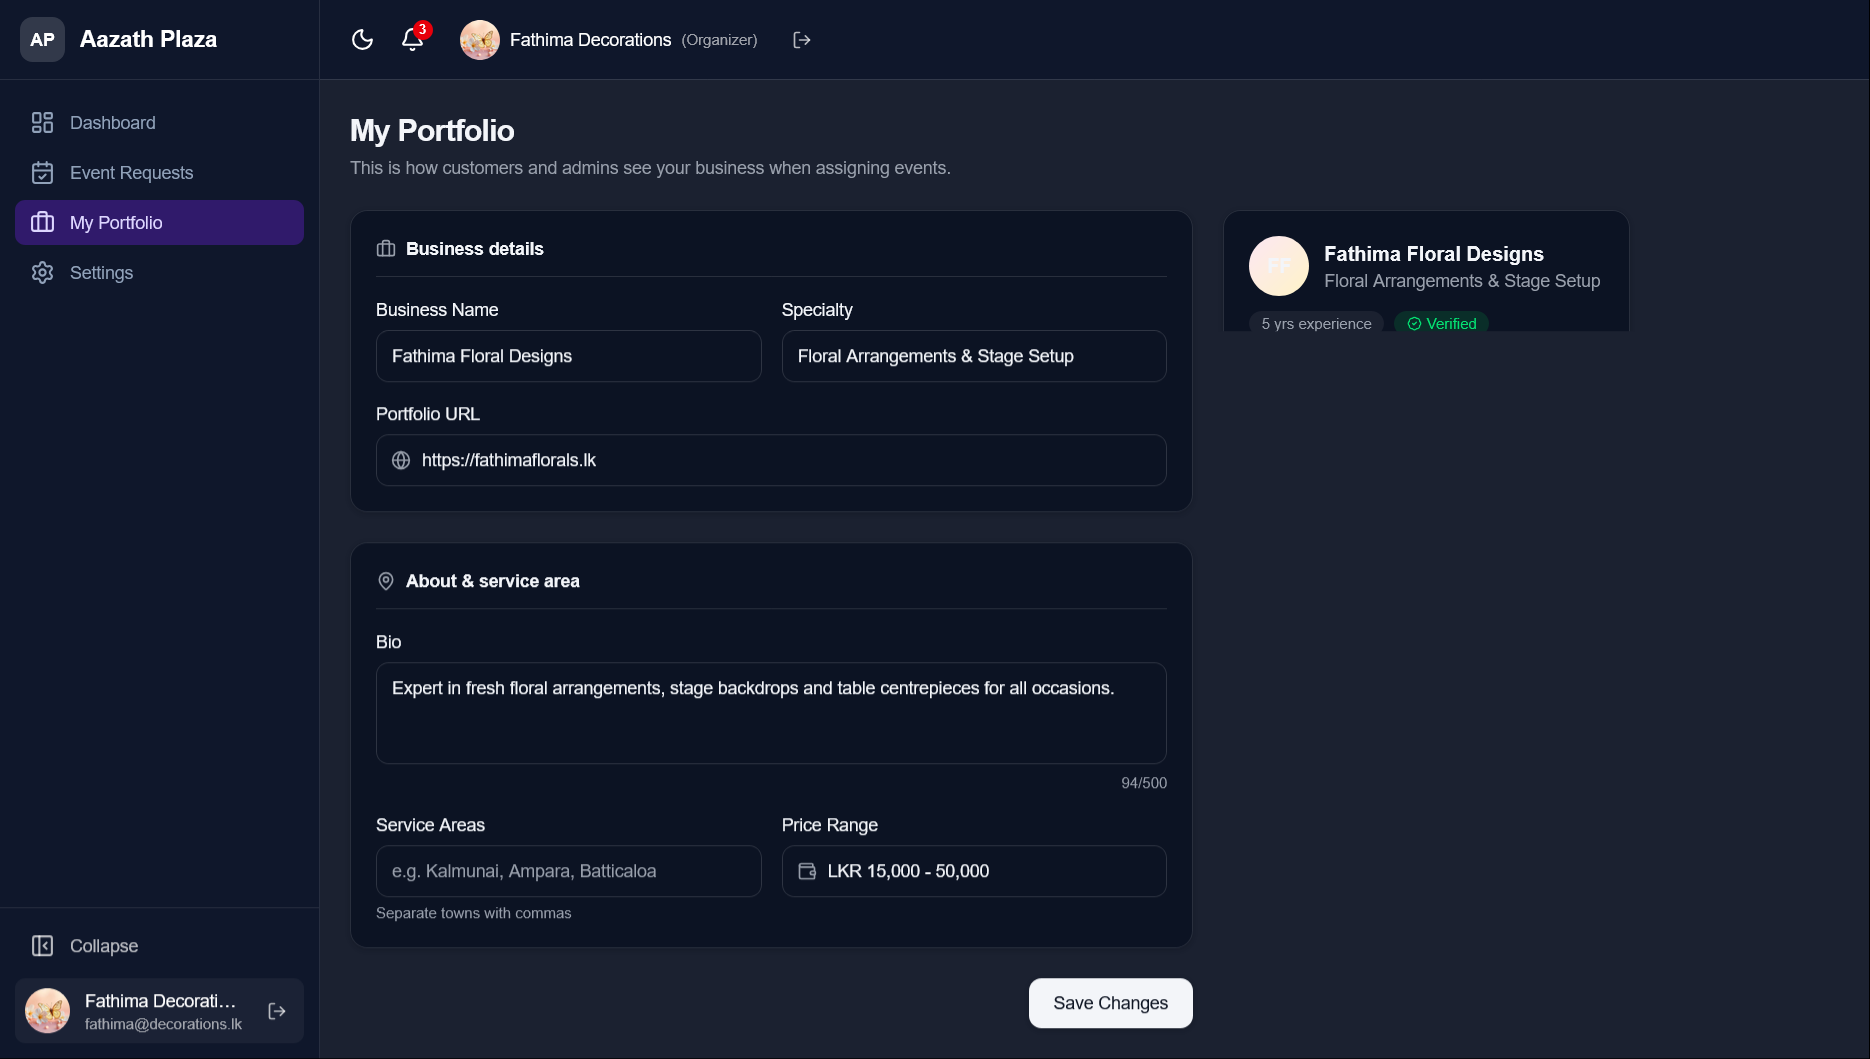 AP Aazath Plaza
3
Fathima Decorations (Organizer)
Dashboard
Event Requests
My Portfolio
Settings
Collapse
Fathima Decorati...
fathima@decorations.lk
My Portfolio
This is how customers and admins see your business when assigning events.
Business details
Business Name
Fathima Floral Designs
Specialty
Floral Arrangements & Stage Setup
Portfolio URL
https://fathimaflorals.lk
About & service area
Bio
Expert in fresh floral arrangements, stage backdrops and table centrepieces for all occasions.
94/500
Service Areas
e.g. Kalmunai, Ampara, Batticaloa
Separate towns with commas
Price Range
LKR 15,000 - 50,000
Save Changes
FF
Fathima Floral Designs
Floral Arrangements & Stage Setup
5 yrs experience
Verified